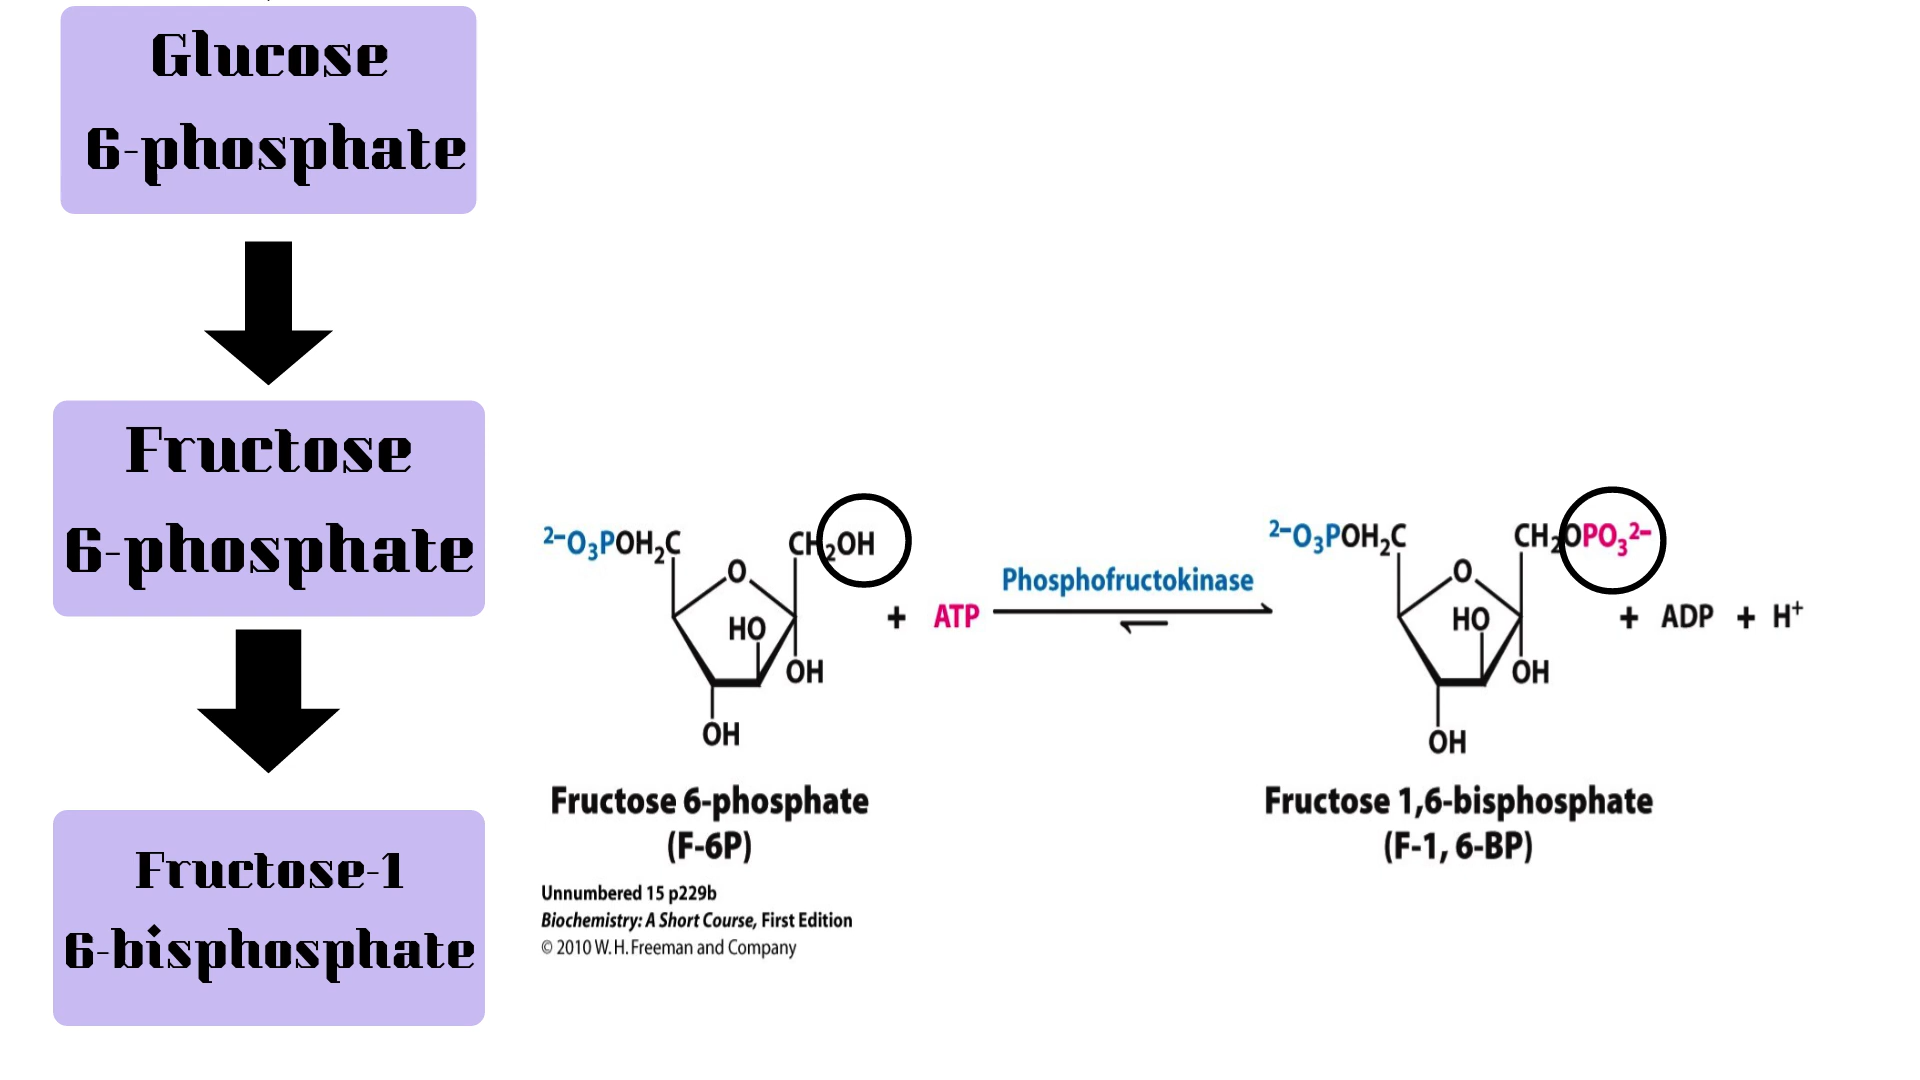 Glucose
6-phosphate
Fructose
6-phosphate
Fructose-1
6-bisphosphate
²⁻O₃POH₂C
CH₂OH
O
HO
OH
OH
+ ATP
Phosphofructokinase
²⁻O₃POH₂C
CH₂OPO₃²⁻
O
HO
OH
OH
+ ADP + H⁺
Fructose 6-phosphate
(F-6P)
Fructose 1,6-bisphosphate
(F-1, 6-BP)
Unnumbered 15 p229b
Biochemistry: A Short Course, First Edition
© 2010 W. H. Freeman and Company